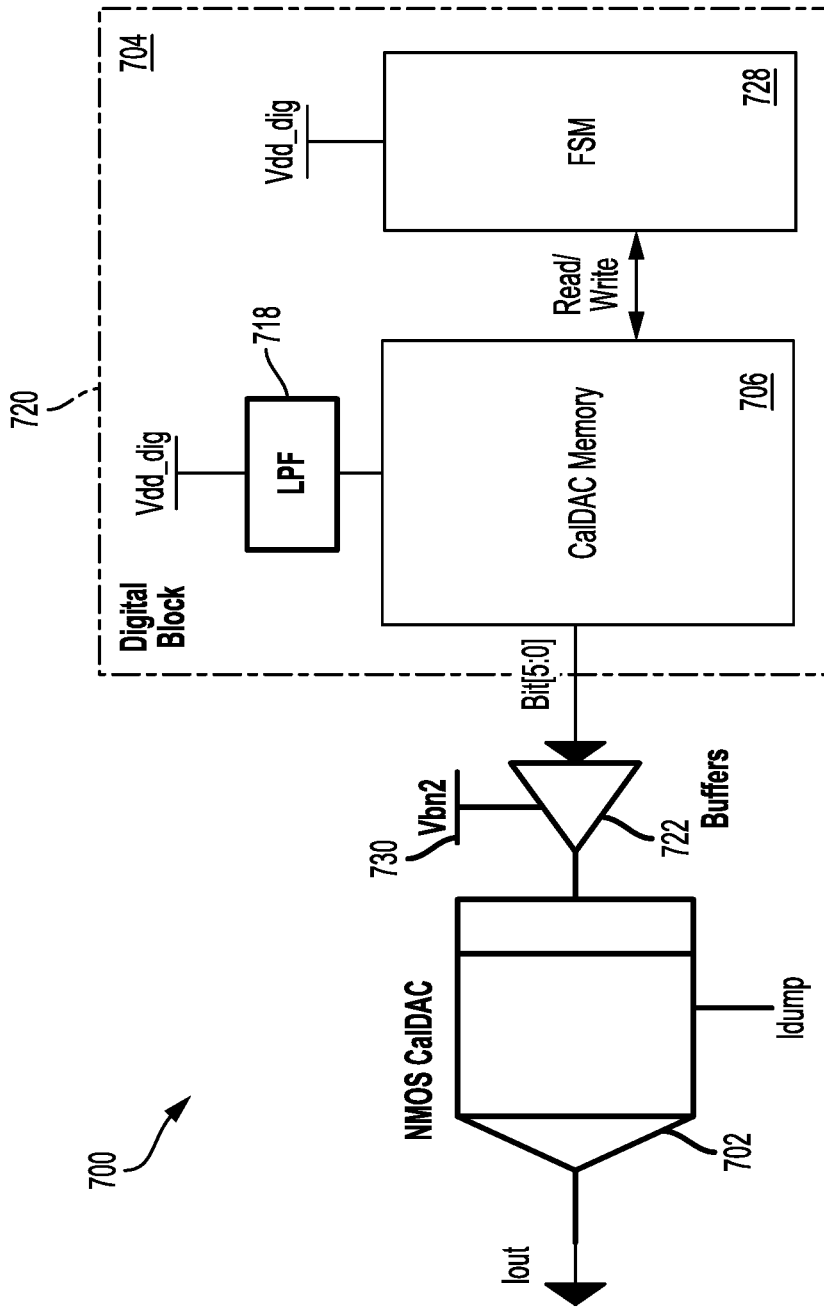 700
720
704
Digital
Block
Vdd_dig
718
LPF
Vdd_dig
FSM
728
Read/
Write
CalDAC Memory
706
Bit[5:0]
Vbn2
730
722
Buffers
NMOS CalDAC
702
Idump
Iout